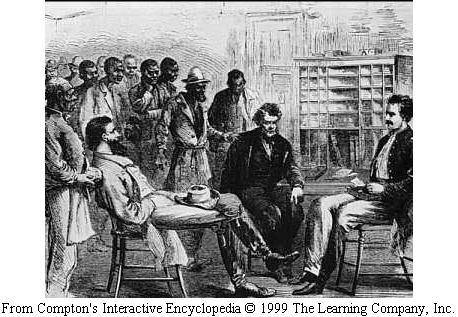 From Compton's Interactive Encyclopedia © 1999 The Learning Company, Inc.